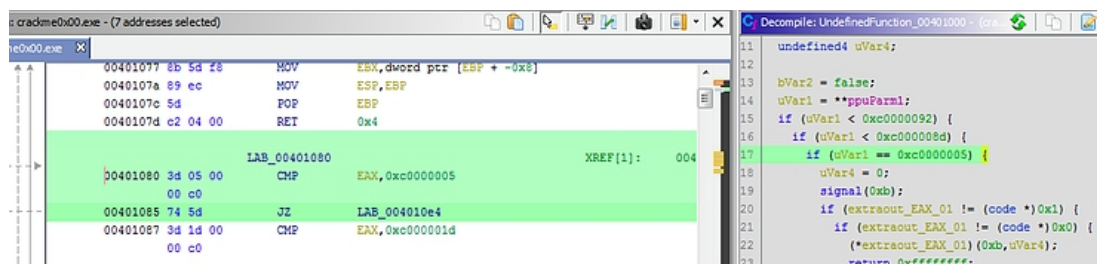 : crackme0x00.exe - (7 addresses selected)
me0x00.exe
00401077 8b 5d f8 MOV EBX,dword ptr [EBP + -0x8]
0040107a 89 ec MOV ESP,EBP
0040107c 5d POP EBP
0040107d c2 04 00 RET 0x4
LAB_00401080 XREF[1]: 004
00401080 3d 05 00 CMP EAX,0xc0000005
00 c0
00401085 74 5d JZ LAB_004010e4
00401087 3d 1d 00 CMP EAX,0xc000001d
00 c0
Decompile: UndefinedFunction_00401000 - (cra
11 undefined4 uVar4;
12
13 bVar2 = false;
14 uVar1 = **ppuParm1;
15 if (uVar1 < 0xc0000092) {
16 if (uVar1 < 0xc000008d) {
17 if (uVar1 == 0xc0000005) {
18 uVar4 = 0;
19 signal(0xb);
20 if (extraout_EAX_01 != (code *)0x1) {
21 if (extraout_EAX_01 != (code *)0x0) {
22 (*extraout_EAX_01)(0xb,uVar4);
23 return 0xffffffff;